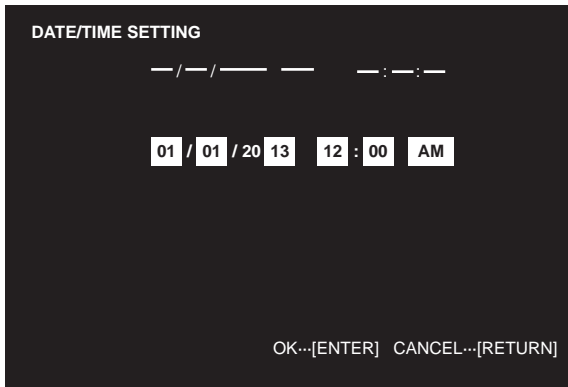 DATE/TIME SETTING
––/––/–––– –– ––:––:––
01 / 01 / 20 13 12 : 00 AM
OK···[ENTER] CANCEL···[RETURN]